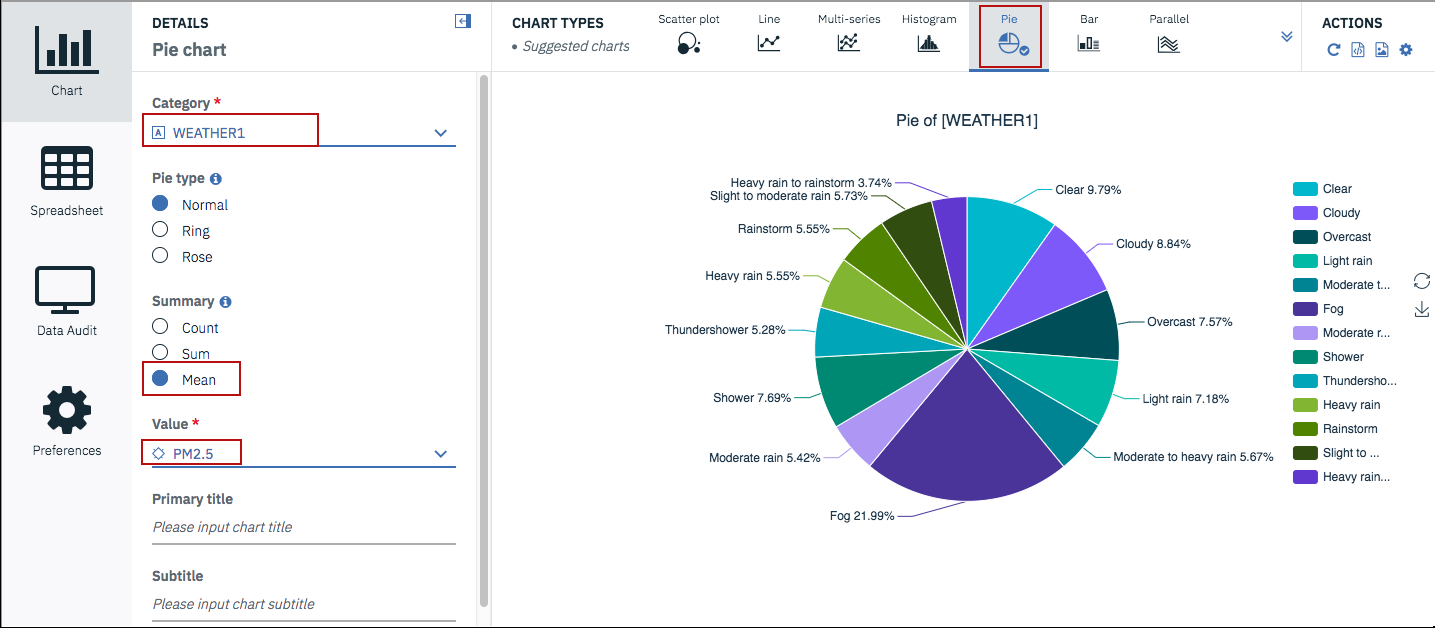 Chart
Spreadsheet
Data Audit
Preferences
DETAILS
Pie chart
Category *
A WEATHER1
Pie type
Normal
Ring
Rose
Summary
Count
Sum
Mean
Value *
PM2.5
Primary title
Please input chart title
Subtitle
Please input chart subtitle
CHART TYPES
• Suggested charts
Scatter plot
Line
Multi-series
Histogram
Pie
Bar
Parallel
ACTIONS
Pie of [WEATHER1]
Heavy rain to rainstorm 3.74%
Slight to moderate rain 5.73%
Rainstorm 5.55%
Heavy rain 5.55%
Thundershower 5.28%
Shower 7.69%
Moderate rain 5.42%
Fog 21.99%
Clear 9.79%
Cloudy 8.84%
Overcast 7.57%
Light rain 7.18%
Moderate to heavy rain 5.67%
Clear
Cloudy
Overcast
Light rain
Moderate t...
Fog
Moderate r...
Shower
Thundersho...
Heavy rain
Rainstorm
Slight to ...
Heavy rain...